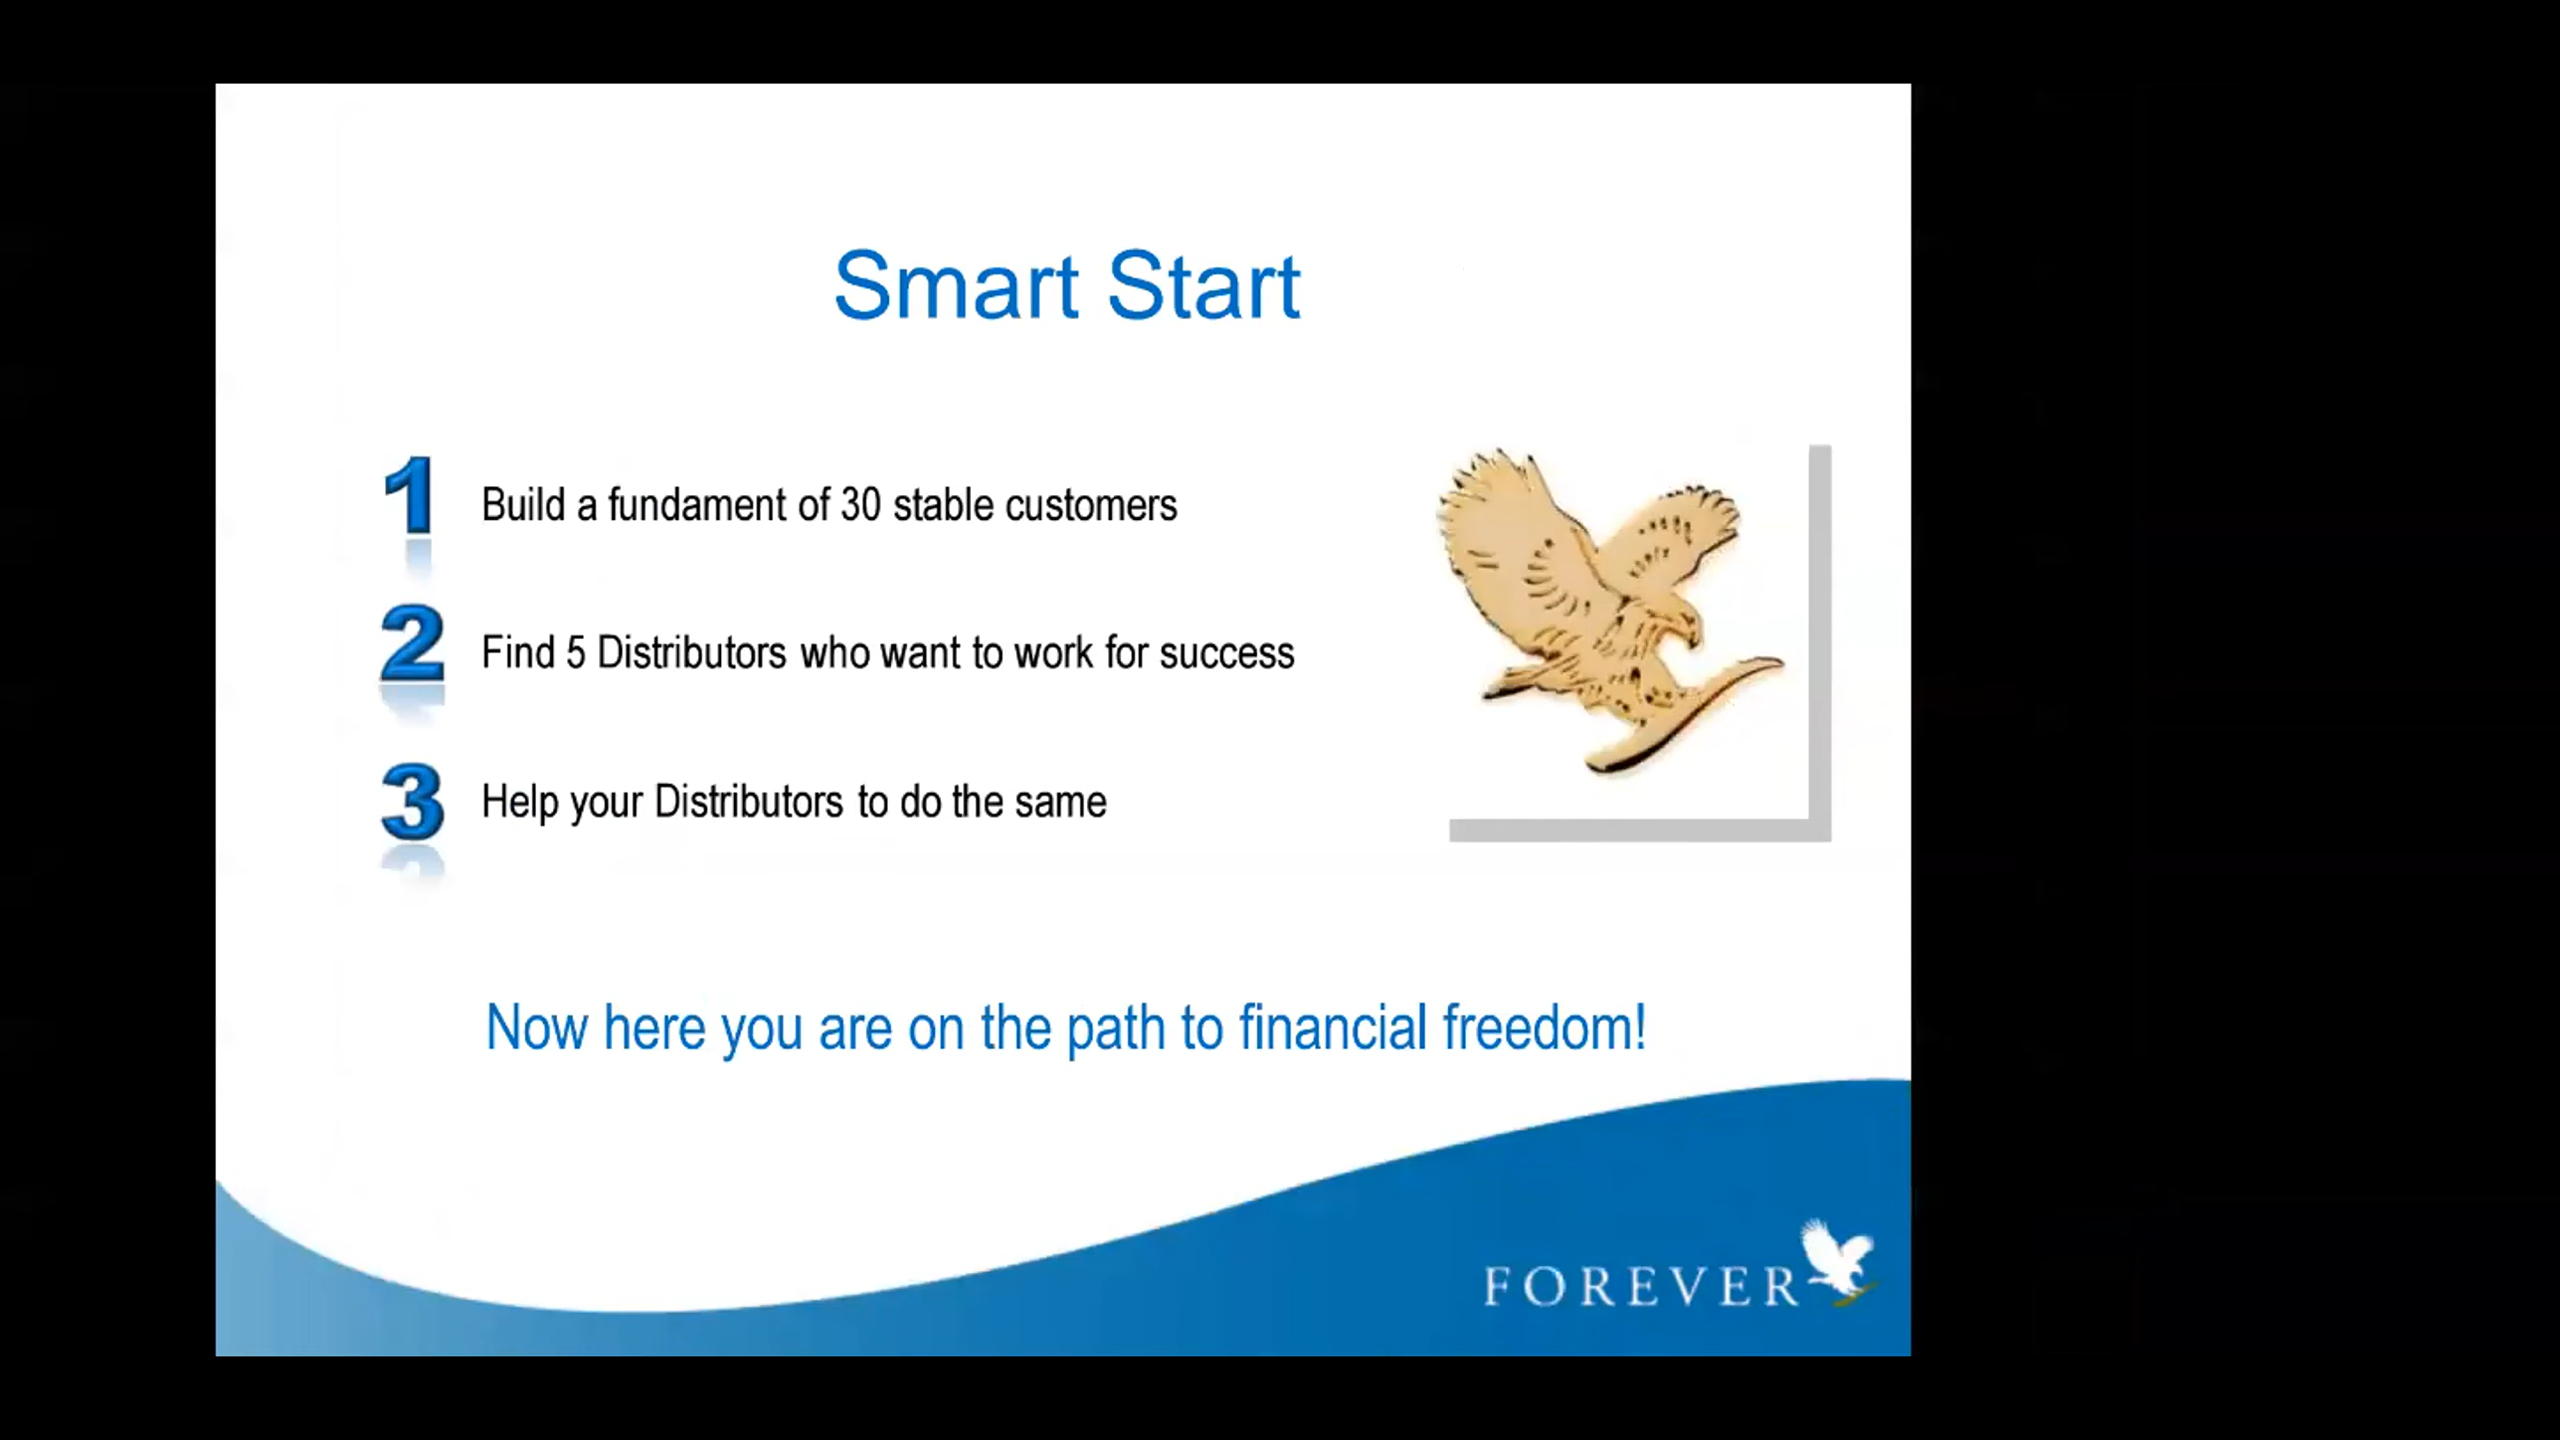 Smart Start
1 Build a fundament of 30 stable customers
2 Find 5 Distributors who want to work for success
3 Help your Distributors to do the same
Now here you are on the path to financial freedom!
FOREVER